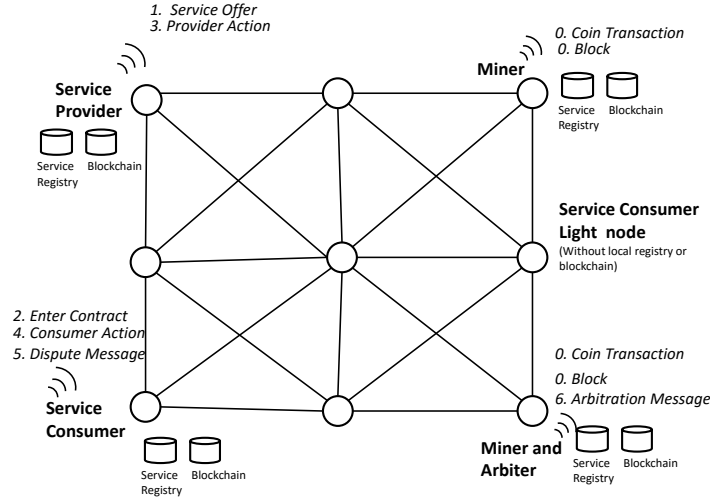 1. Service Offer
3. Provider Action
0. Coin Transaction
0. Block
Miner
Service
Registry
Blockchain
Service
Provider
Service
Registry
Blockchain
Service Consumer
Light node
(Without local registry or
blockchain)
2. Enter Contract
4. Consumer Action
5. Dispute Message
Service
Consumer
Service
Registry
Blockchain
0. Coin Transaction
0. Block
6. Arbitration Message
Miner and
Arbiter
Service
Registry
Blockchain